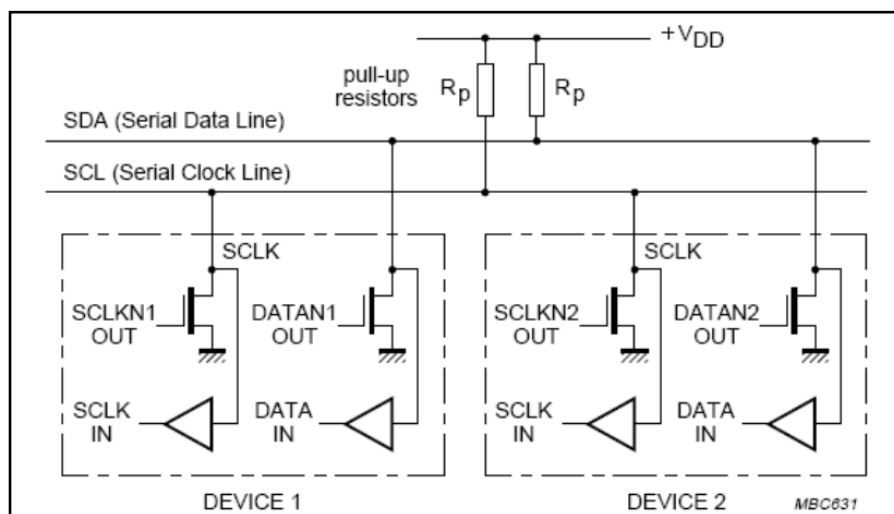 +VDD
pull-up
resistors
Rp
Rp
SDA (Serial Data Line)
SCL (Serial Clock Line)
SCLK
SCLK
SCLKN1
OUT
DATAN1
OUT
SCLKN2
OUT
DATAN2
OUT
SCLK
IN
DATA
IN
SCLK
IN
DATA
IN
DEVICE 1
DEVICE 2
MBC631